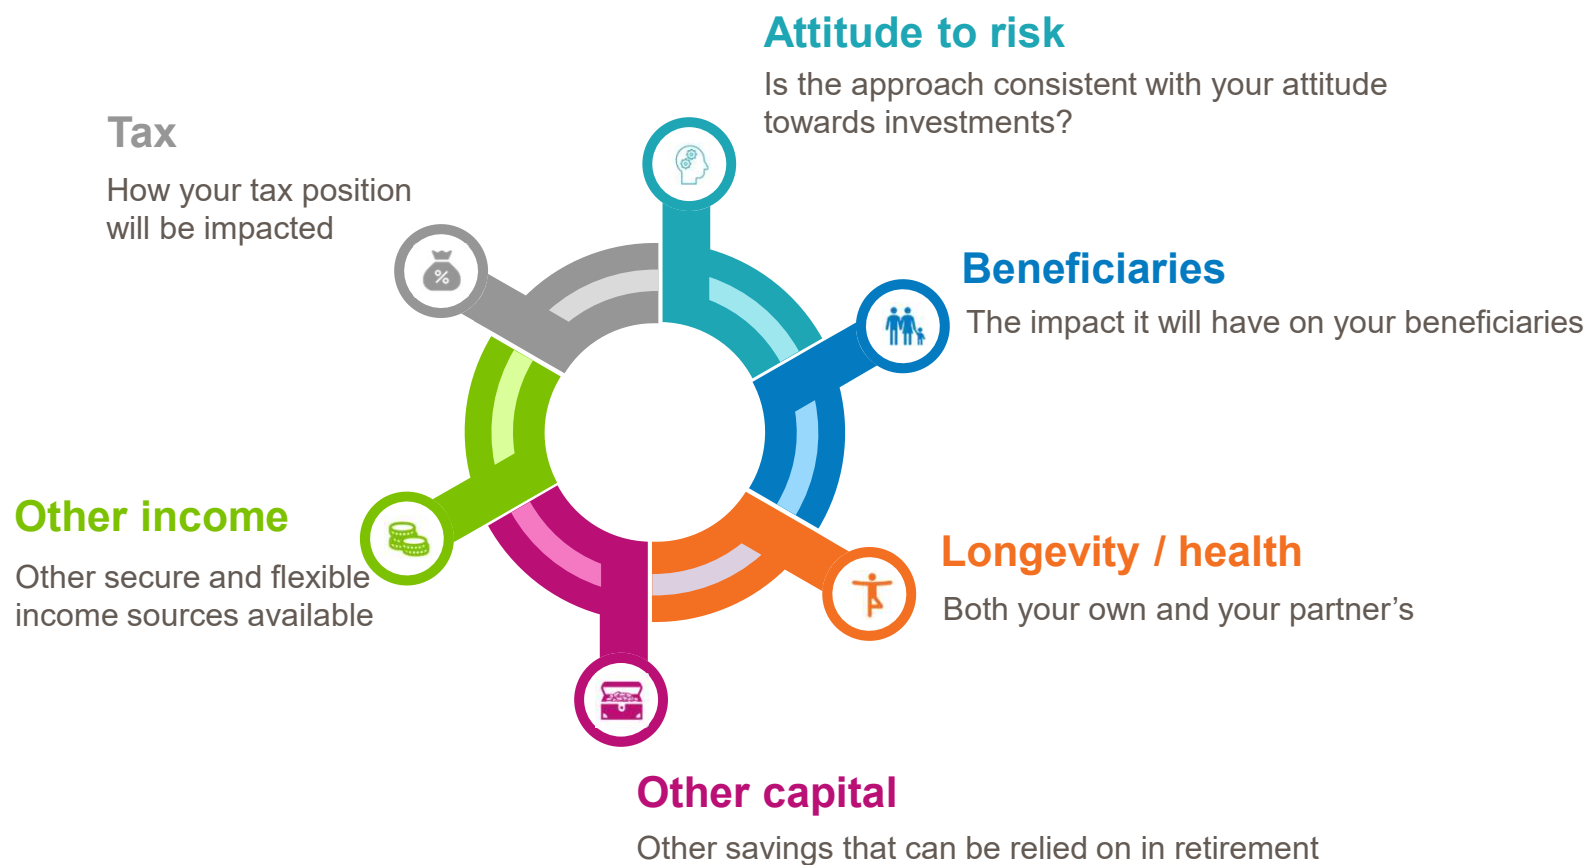 Attitude to risk
Is the approach consistent with your attitude
towards investments?
Beneficiaries
The impact it will have on your beneficiaries
Longevity / health
Both your own and your partner’s
Other capital
Other savings that can be relied on in retirement
Other income
Other secure and flexible
income sources available
Tax
How your tax position
will be impacted
%